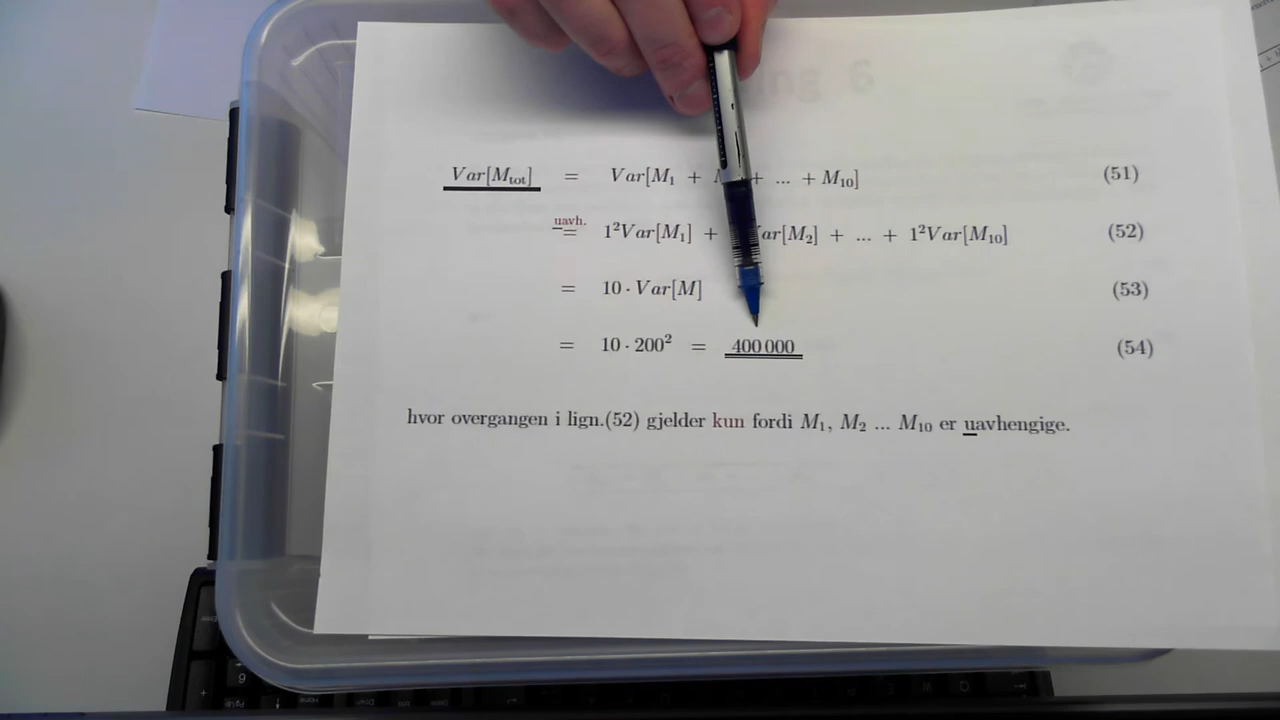 Var[M_tot] = Var[M_1 + + ... + M_10] (51)
uavh.
= 1^2Var[M_1] + ar[M_2] + ... + 1^2Var[M_10] (52)
= 10 · Var[M] (53)
= 10 · 200^2 = 400 000 (54)
hvor overgangen i lign.(52) gjelder kun fordi M_1, M_2 ... M_10 er uavhengige.